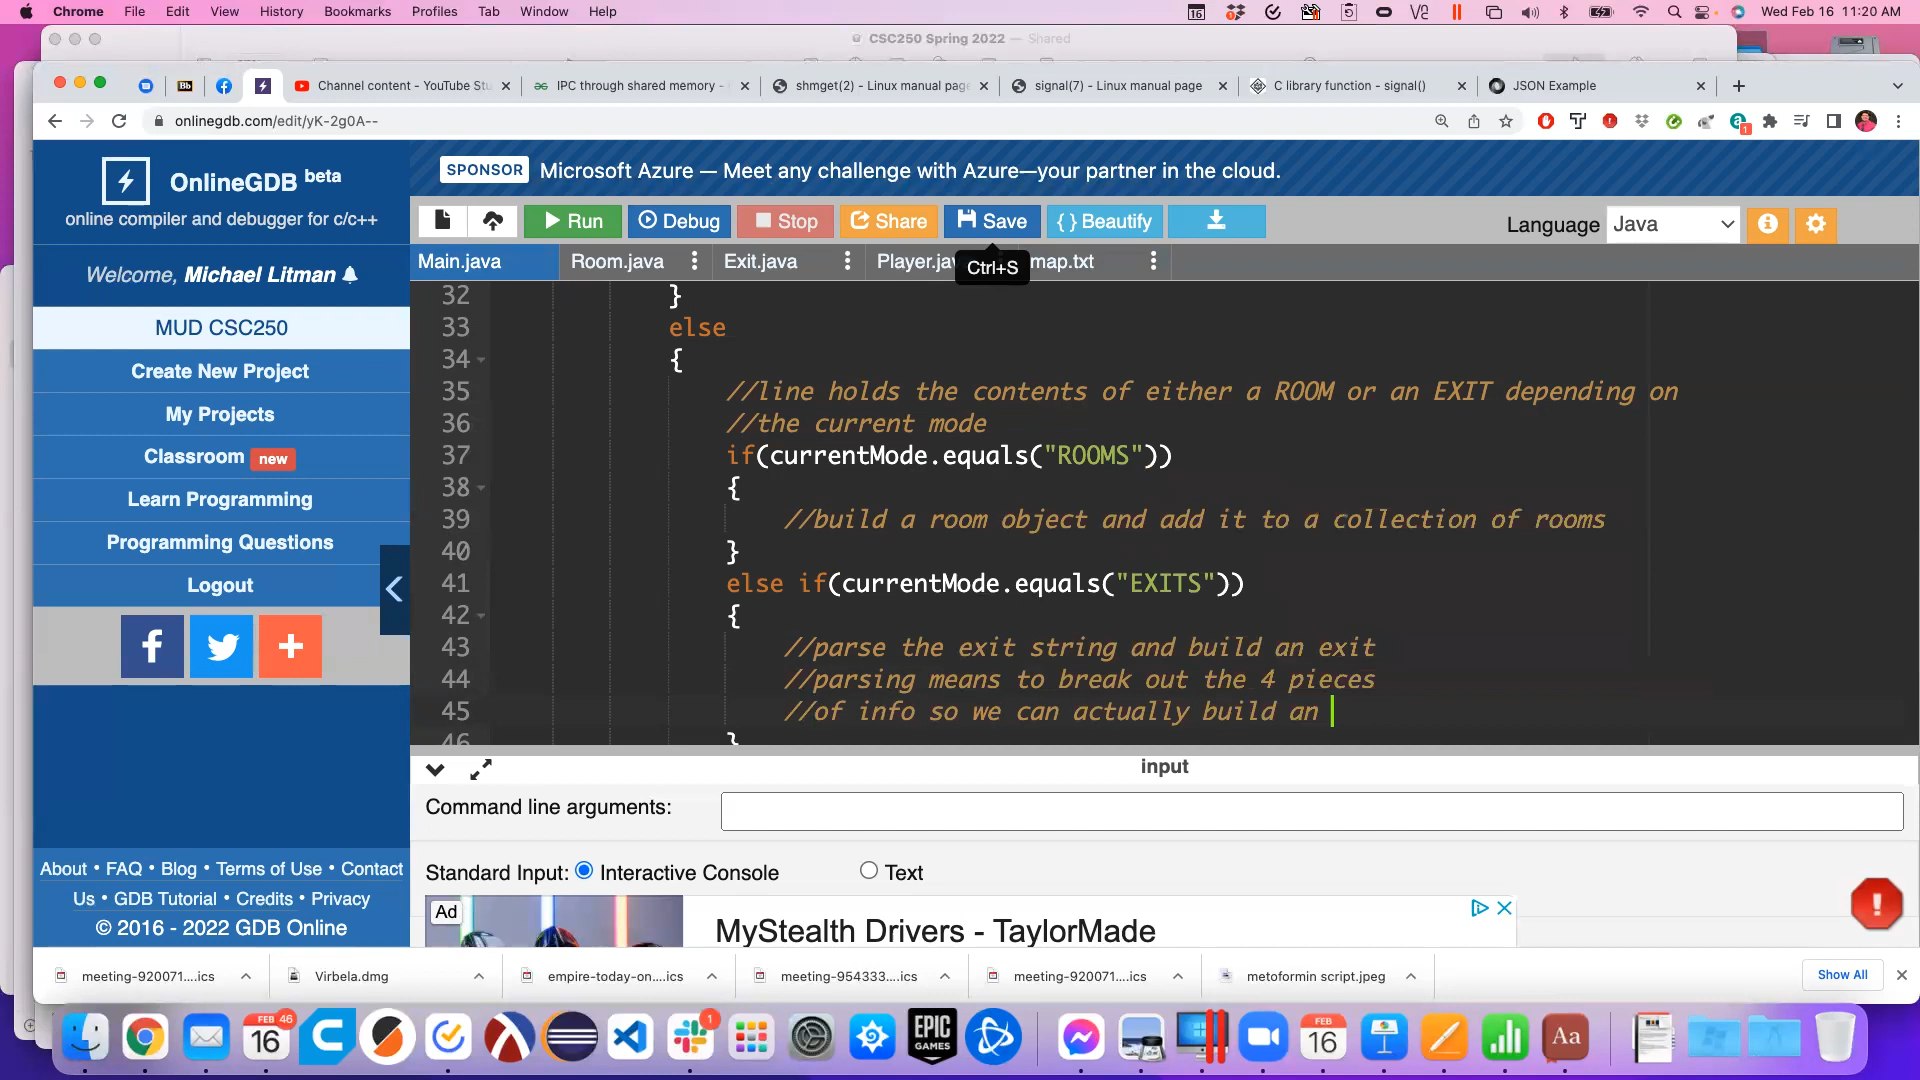 Chrome File Edit View History Bookmarks Profiles Tab Window Help
Wed Feb 16 11:20 AM
CSC250 Spring 2022 — Shared
Channel content - YouTube Stu
IPC through shared memory -
shmget(2) - Linux manual page
signal(7) - Linux manual page
C library function - signal()
JSON Example
onlinegdb.com/edit/yK-2g0A--
OnlineGDB beta
online compiler and debugger for c/c++
Welcome, Michael Litman
MUD CSC250
Create New Project
My Projects
Classroom new
Learn Programming
Programming Questions
Logout
About • FAQ • Blog • Terms of Use • Contact
Us • GDB Tutorial • Credits • Privacy
© 2016 - 2022 GDB Online
SPONSOR Microsoft Azure — Meet any challenge with Azure—your partner in the cloud.
Run Debug Stop Share Save { } Beautify
Language Java
Main.java Room.java Exit.java Player.jav map.txt
Ctrl+S
32 }
33 else
34 {
35 //line holds the contents of either a ROOM or an EXIT depending on
36 //the current mode
37 if(currentMode.equals("ROOMS"))
38 {
39 //build a room object and add it to a collection of rooms
40 }
41 else if(currentMode.equals("EXITS"))
42 {
43 //parse the exit string and build an exit
44 //parsing means to break out the 4 pieces
45 //of info so we can actually build an
46 }
input
Command line arguments:
Standard Input: Interactive Console Text
Ad
MyStealth Drivers - TaylorMade
meeting-920071....ics
Virbela.dmg
empire-today-on....ics
meeting-954333....ics
meeting-920071....ics
metoformin script.jpeg
Show All
FEB 46
16
1
EPIC GAMES
FEB
16
Aa